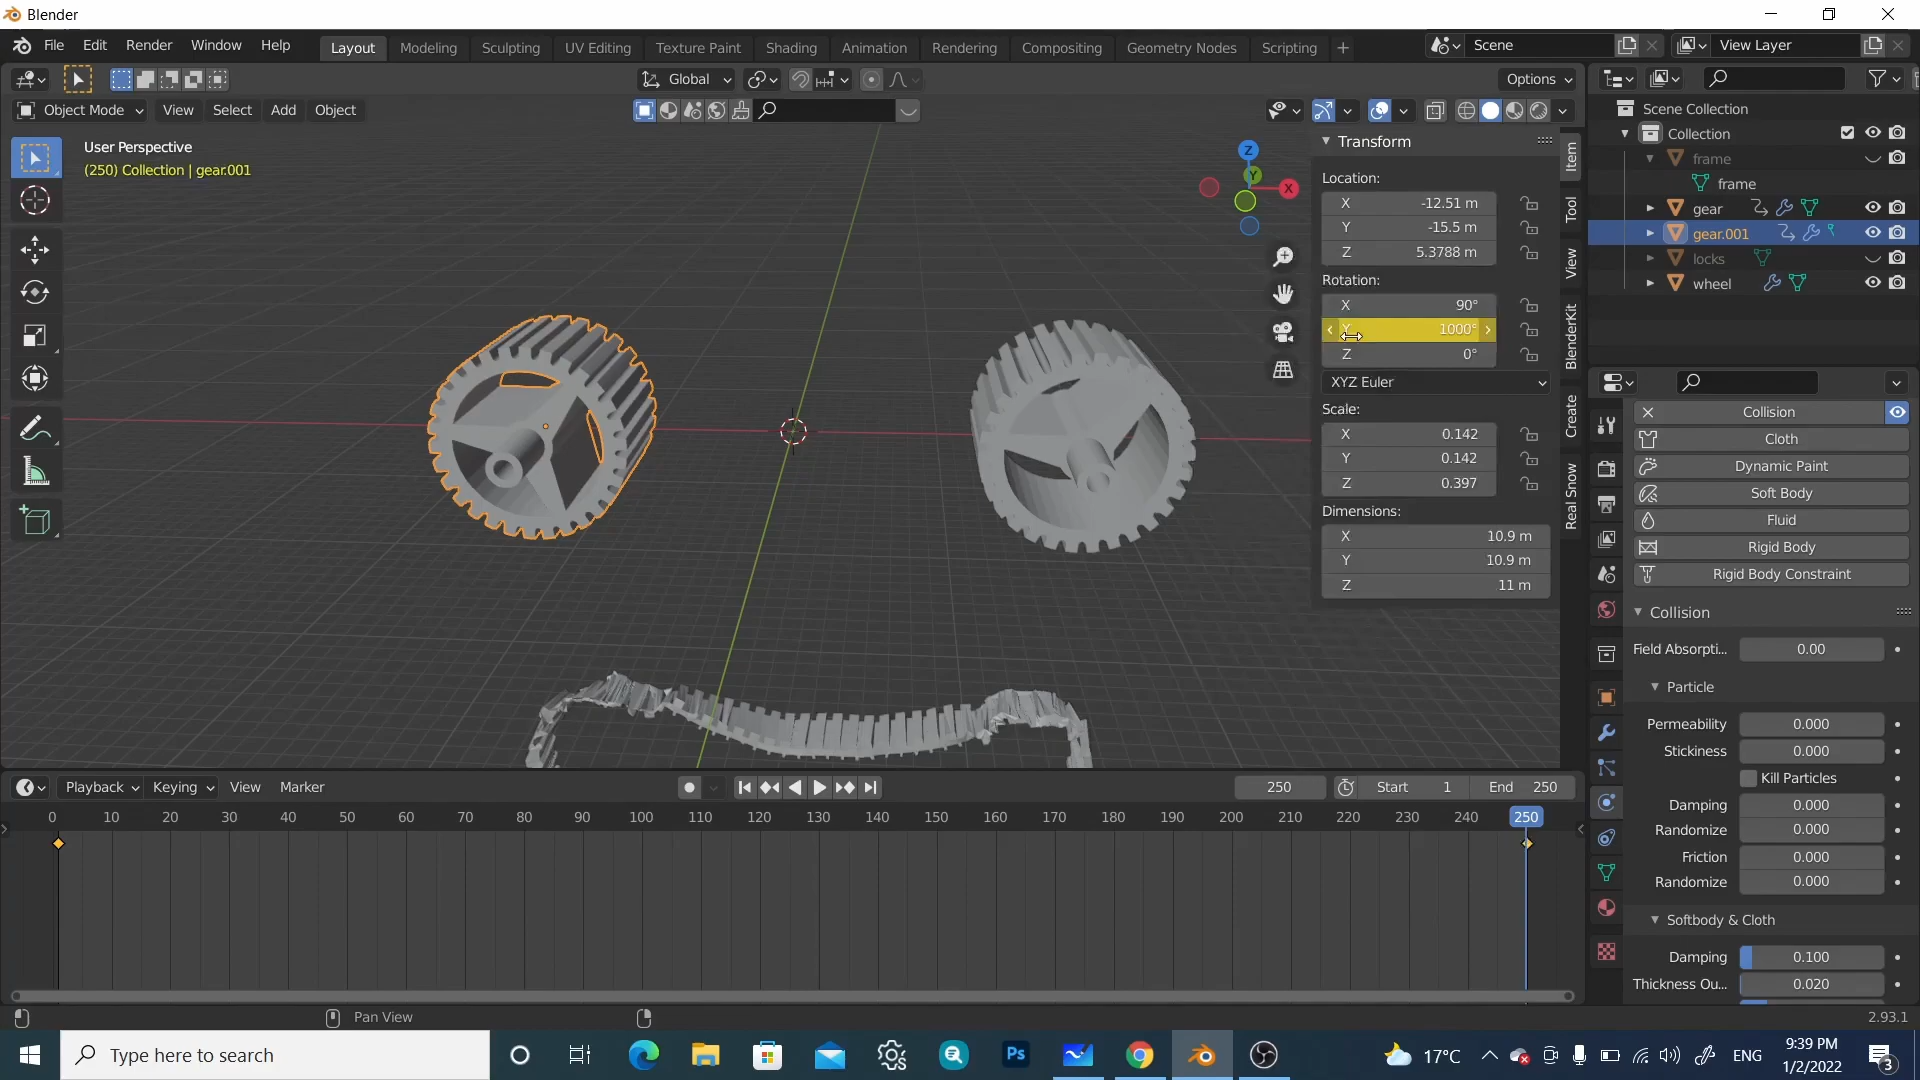 Blender
File Edit Render Window Help Layout Modeling Sculpting UV Editing Texture Paint Shading Animation Rendering Compositing Geometry Nodes Scripting + Scene View Layer
Global Options
Object Mode View Select Add Object
User Perspective
(250) Collection | gear.001
Z
Y
X
Transform
Location:
X -12.51 m
Y -15.5 m
Z 5.3788 m
Rotation:
X 90°
Y 1000°
Z 0°
XYZ Euler
Scale:
X 0.142
Y 0.142
Z 0.397
Dimensions:
X 10.9 m
Y 10.9 m
Z 11 m
Item
Tool
View
BlenderKit
Create
Real Snow
Scene Collection
Collection
frame
frame
gear
gear.001
locks
wheel
Collision
Cloth
Dynamic Paint
Soft Body
Fluid
Rigid Body
Rigid Body Constraint
Collision
Field Absorpti... 0.00
Particle
Permeability 0.000
Stickiness 0.000
Kill Particles
Damping 0.000
Randomize 0.000
Friction 0.000
Randomize 0.000
Softbody & Cloth
Damping 0.100
Thickness Ou... 0.020
Playback Keying View Marker 250 Start 1 End 250
0 10 20 30 40 50 60 70 80 90 100 110 120 130 140 150 160 170 180 190 200 210 220 230 240 250
Pan View
2.93.1
Type here to search
Ps
17°C
ENG
9:39 PM
1/2/2022
3